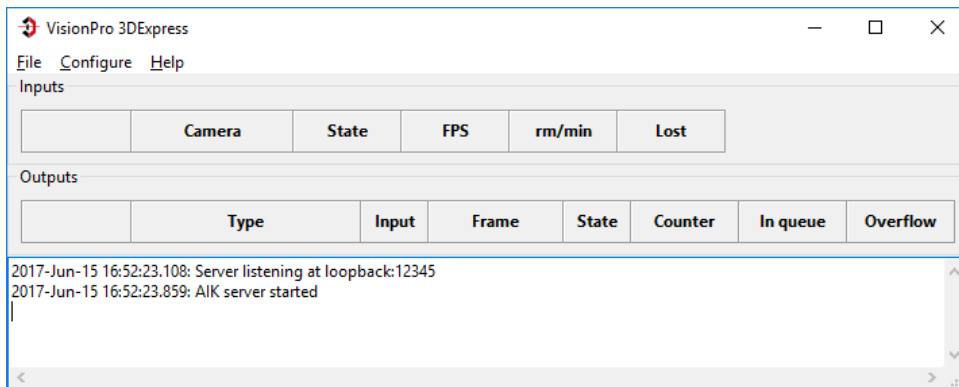 VisionPro 3DExpress
File Configure Help
Inputs
Camera State FPS rm/min Lost
Outputs
Type Input Frame State Counter In queue Overflow
2017-Jun-15 16:52:23.108: Server listening at loopback:12345
2017-Jun-15 16:52:23.859: AIK server started